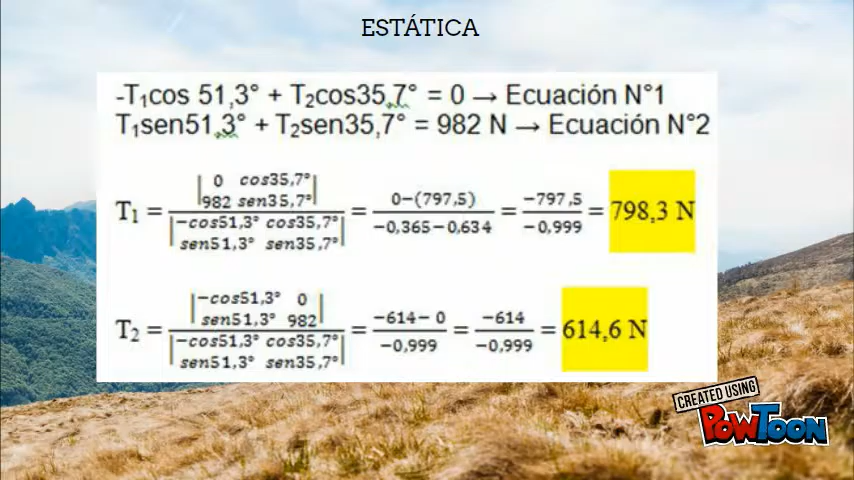 ESTÁTICA
-T₁cos 51,3° + T₂cos35,7° = 0 → Ecuación N°1
T₁sen51,3° + T₂sen35,7° = 982 N → Ecuación N°2
T₁ = |0 cos35,7° 982 sen35,7°| / |−cos51,3° cos35,7° sen51,3° sen35,7°| = 0−(797,5) / −0,365−0,634 = −797,5 / −0,999 = 798,3 N
T₂ = |−cos51,3° 0 sen51,3° 982| / |−cos51,3° cos35,7° sen51,3° sen35,7°| = −614− 0 / −0,999 = −614 / −0,999 = 614,6 N
CREATED USING
POWTOON